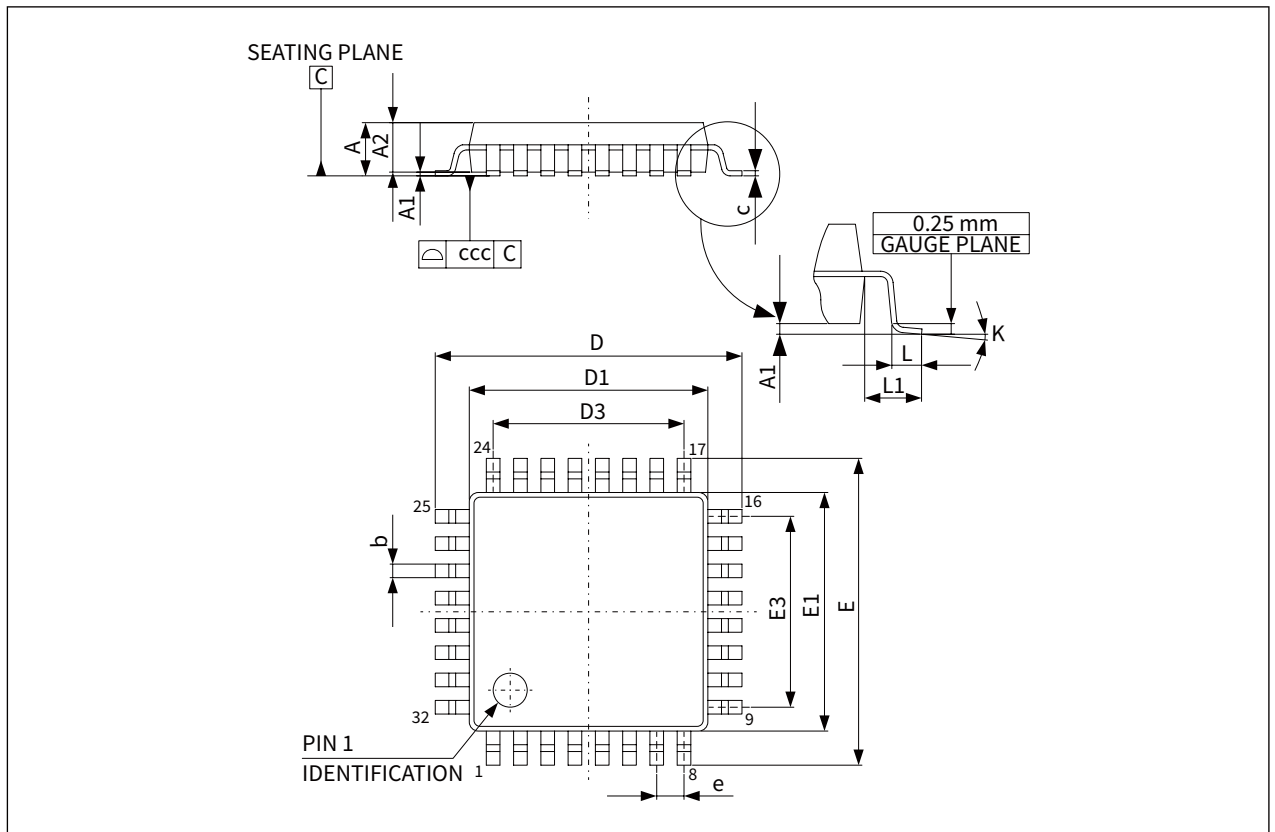 SEATING PLANE
C
A
A2
A1
c
ccc C
0.25 mm
GAUGE PLANE
K
A1
L
L1
D
D1
D3
24
17
25
16
b
E3
E1
E
32
9
PIN 1
IDENTIFICATION
1
8
e